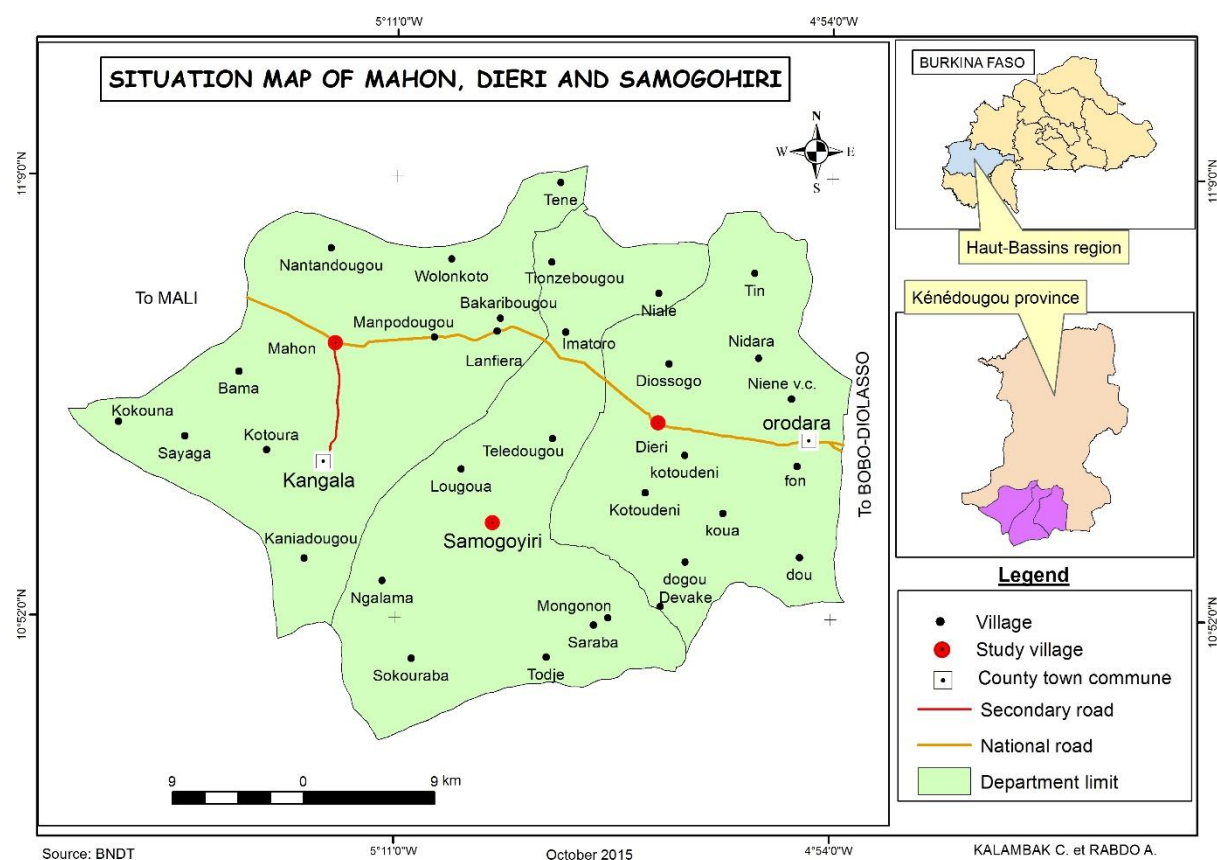 5°11'0"W
4°54'0"W
SITUATION MAP OF MAHON, DIERI AND SAMOGOHIRI
BURKINA FASO
N
W
E
S
11°9'0"N
11°9'0"N
Tene
Haut-Bassins region
Nantandougou
Wolonkoto
Tionzebougou
Tin
Kénédougou province
To MALI
Bakaribougou
Niale
Manpodougou
Imatoro
Mahon
Lanfiera
Nidara
Diossogo
Niene v.c.
Bama
Kokouna
orodara
Kotoura
Dieri
To BOBO-DIOLASSO
Sayaga
Teledougou
kotoudeni
Kangala
Lougoua
fon
Kotoudeni
koua
Samogoyiri
Kaniadougou
dogou
dou
Legend
Ngalama
Devake
Mongonon
10°52'0"N
10°52'0"N
Saraba
Village
Sokouraba
Todje
Study village
County town commune
Secondary road
National road
Department limit
9
0
9 km
5°11'0"W
4°54'0"W
Source: BNDT
October 2015
KALAMBAK C. et RABDO A.